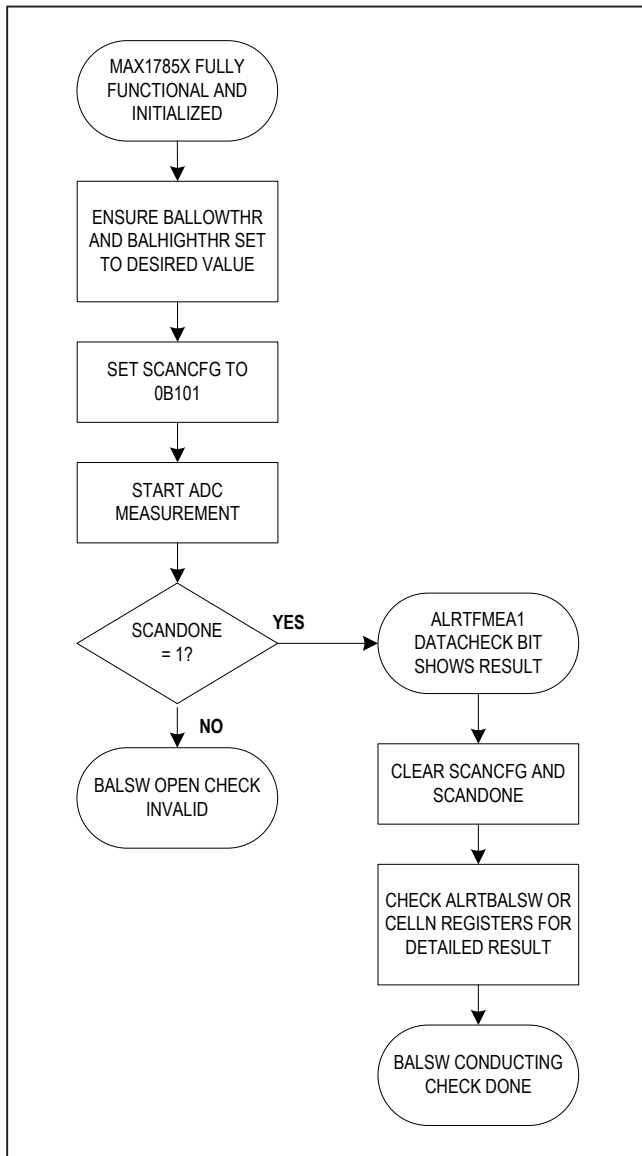 MAX1785X FULLY
FUNCTIONAL AND
INITIALIZED
ENSURE BALLOWTHR
AND BALHIGHTHR SET
TO DESIRED VALUE
SET SCANCFG TO
0B101
START ADC
MEASUREMENT
SCANDONE
= 1?
YES
NO
BALSW OPEN CHECK
INVALID
ALRTFMEA1
DATACHECK BIT
SHOWS RESULT
CLEAR SCANCFG AND
SCANDONE
CHECK ALRTBALSW OR
CELLN REGISTERS FOR
DETAILED RESULT
BALSW CONDUCTING
CHECK DONE